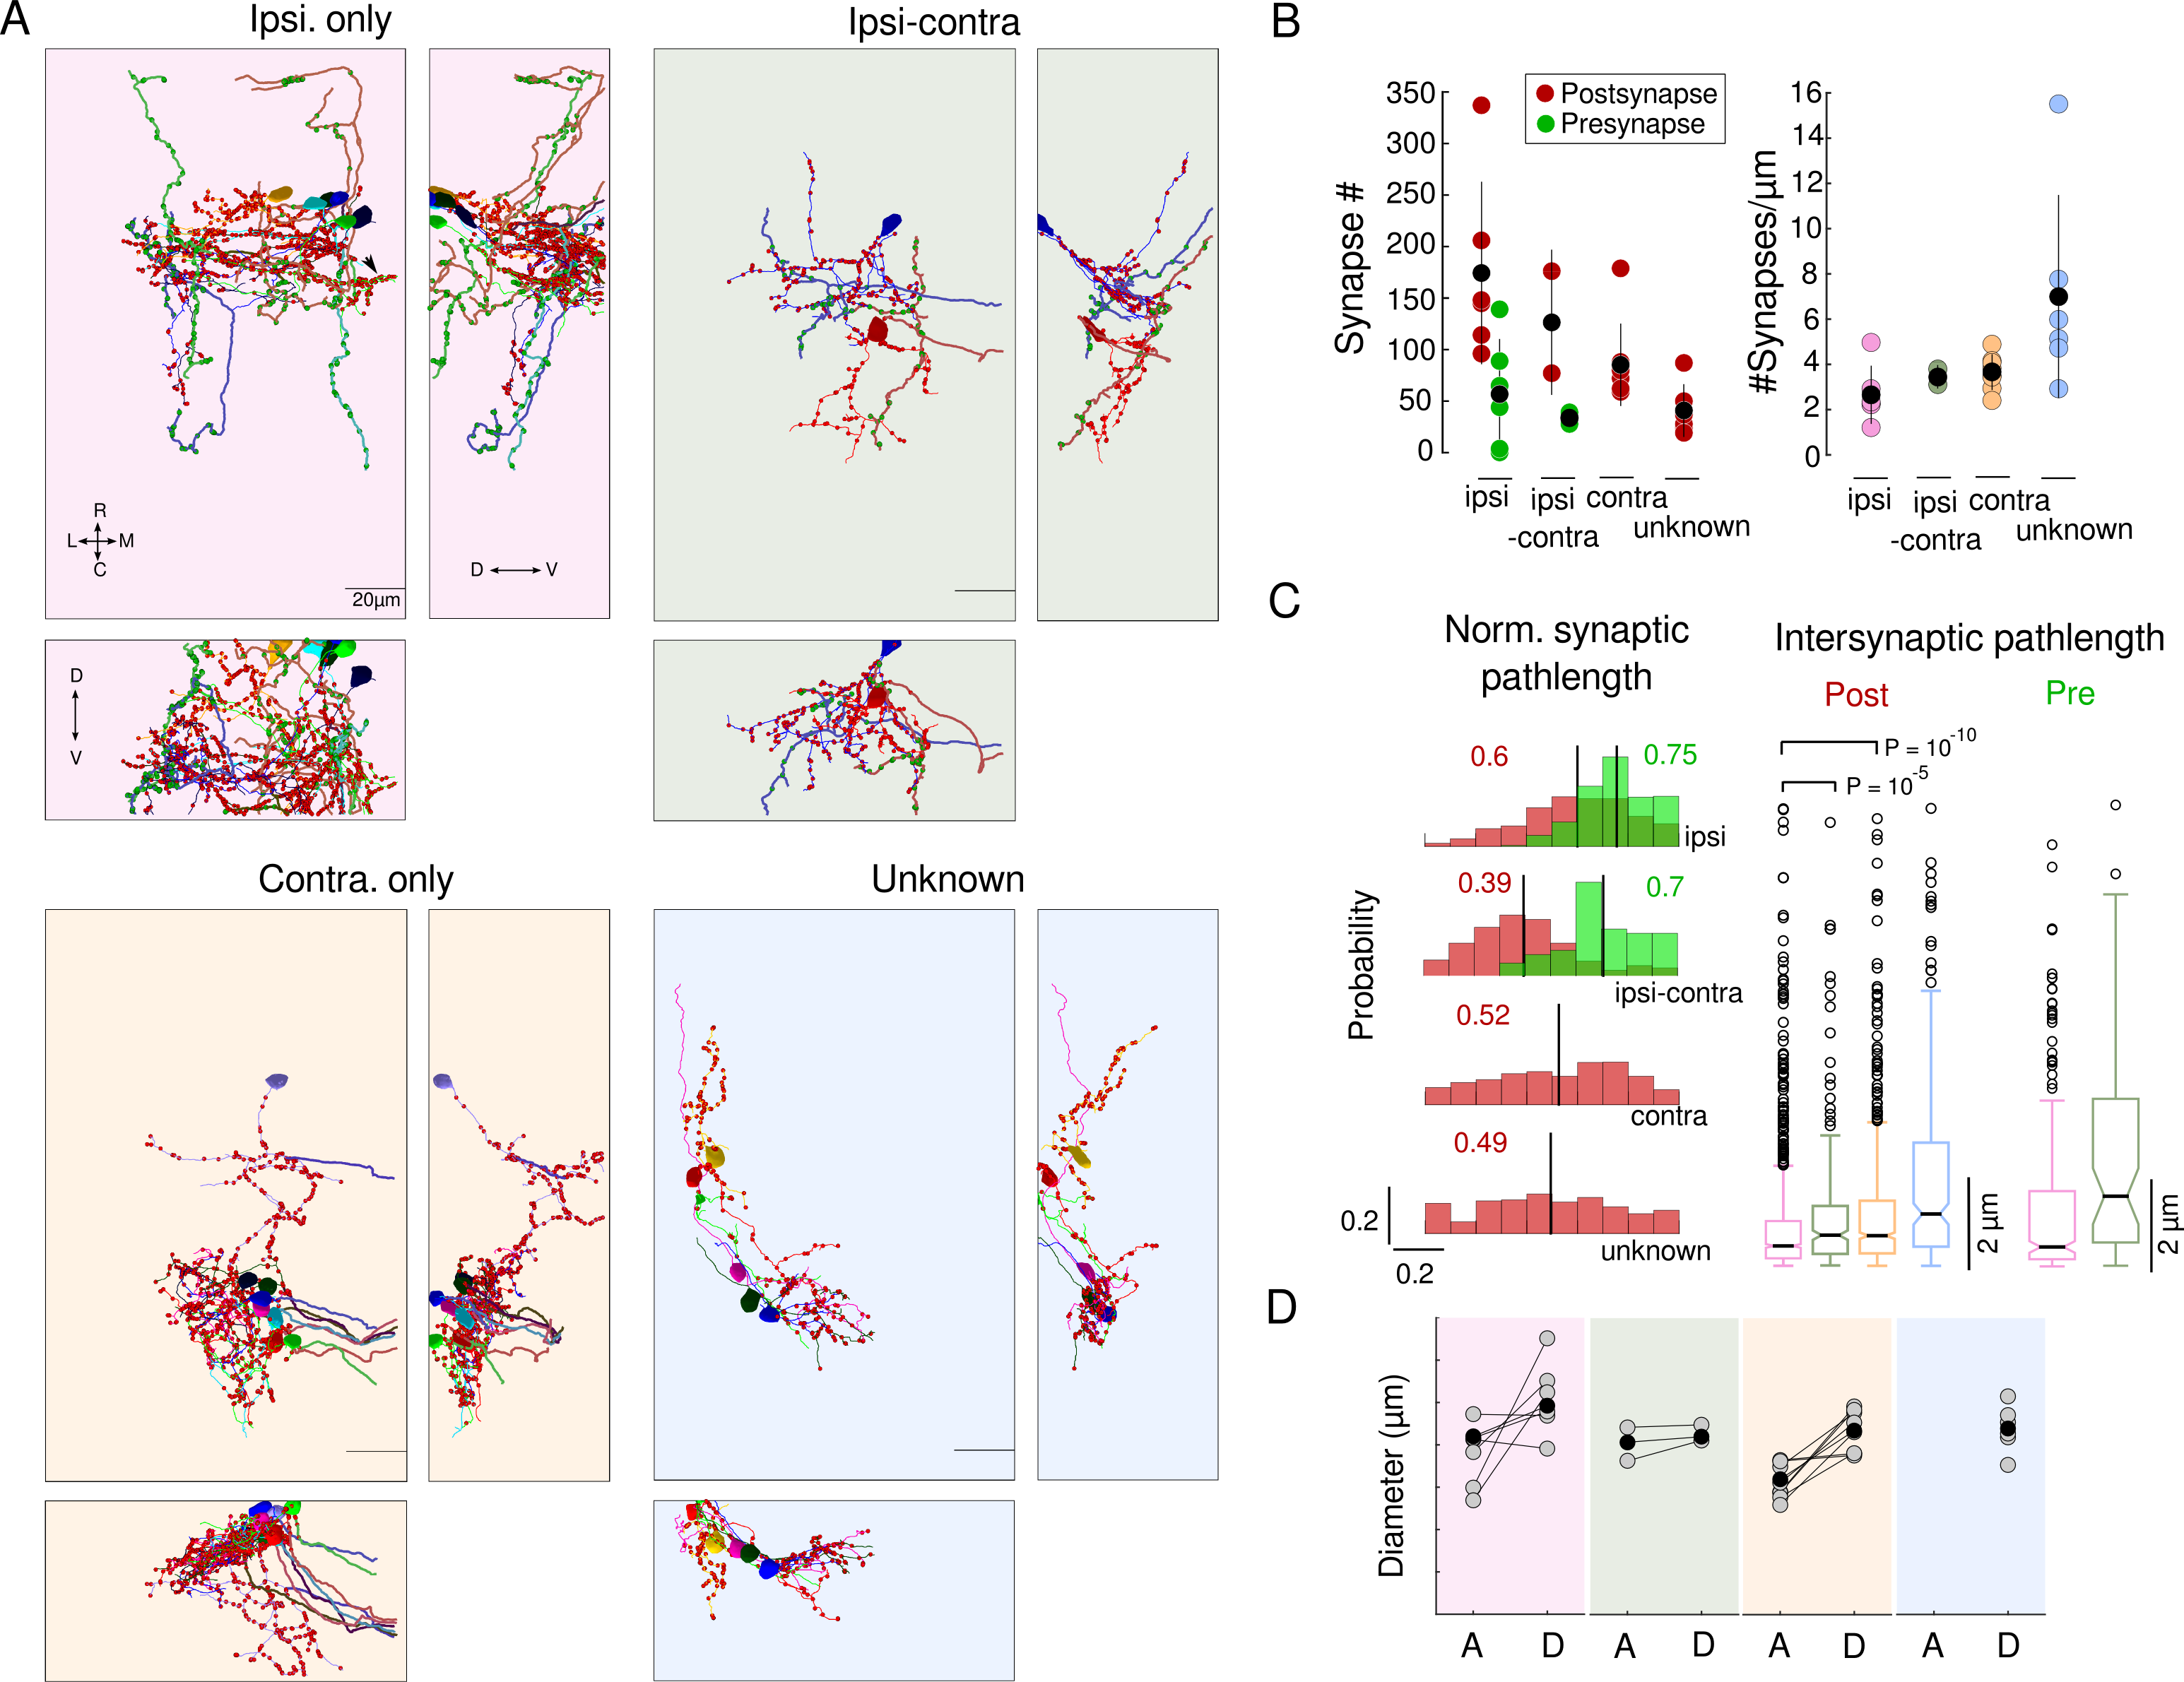 A
Ipsi. only
Ipsi-contra
R
L
M
C
D
V
20µm
D
V
Contra. only
Unknown
B
Synapse #
350
300
250
200
150
100
50
0
Postsynapse
Presynapse
ipsi
ipsi
-contra
contra
unknown
#Synapses/µm
16
14
12
10
8
6
4
2
0
ipsi
ipsi
-contra
contra
unknown
C
Norm. synaptic
pathlength
Probability
0.6
0.75
ipsi
0.39
0.7
ipsi-contra
0.52
contra
0.49
unknown
0.2
0.2
Intersynaptic pathlength
Post
Pre
P = 10-10
P = 10-5
2 µm
2 µm
D
Diameter (µm)
A
D
A
D
A
D
A
D